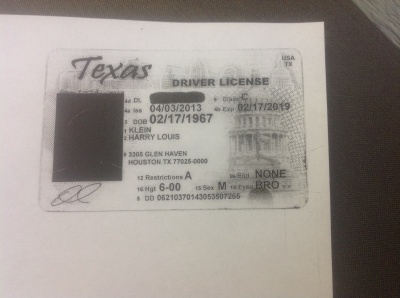 Texas
USA
TX
DRIVER LICENSE
4d DL 9 Class C
4a Iss 04/03/2013 4b Exp 02/17/2019
3 DOB 02/17/1967
1 KLEIN
2 HARRY LOUIS
8 3305 GLEN HAVEN
HOUSTON TX 77025-0000
12 Restrictions A 9a End NONE
16 Hgt 6-00 15 Sex M 18 Eyes BRO
5 DD 06210370143053507265